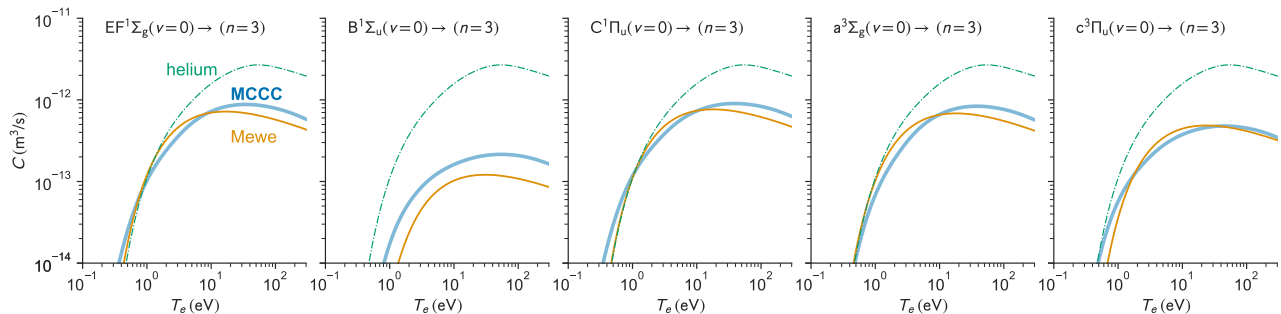 EF¹Σg(v=0) → (n=3)
B¹Σu(v=0) → (n=3)
C¹Πu(v=0) → (n=3)
a³Σg(v=0) → (n=3)
c³Πu(v=0) → (n=3)
helium
MCCC
Mewe
C (m³/s)
10⁻¹¹
10⁻¹²
10⁻¹³
10⁻¹⁴
10⁻¹ 10⁰ 10¹ 10² 10⁻¹ 10⁰ 10¹ 10² 10⁻¹ 10⁰ 10¹ 10² 10⁻¹ 10⁰ 10¹ 10² 10⁻¹ 10⁰ 10¹ 10²
Te (eV) Te (eV) Te (eV) Te (eV) Te (eV)